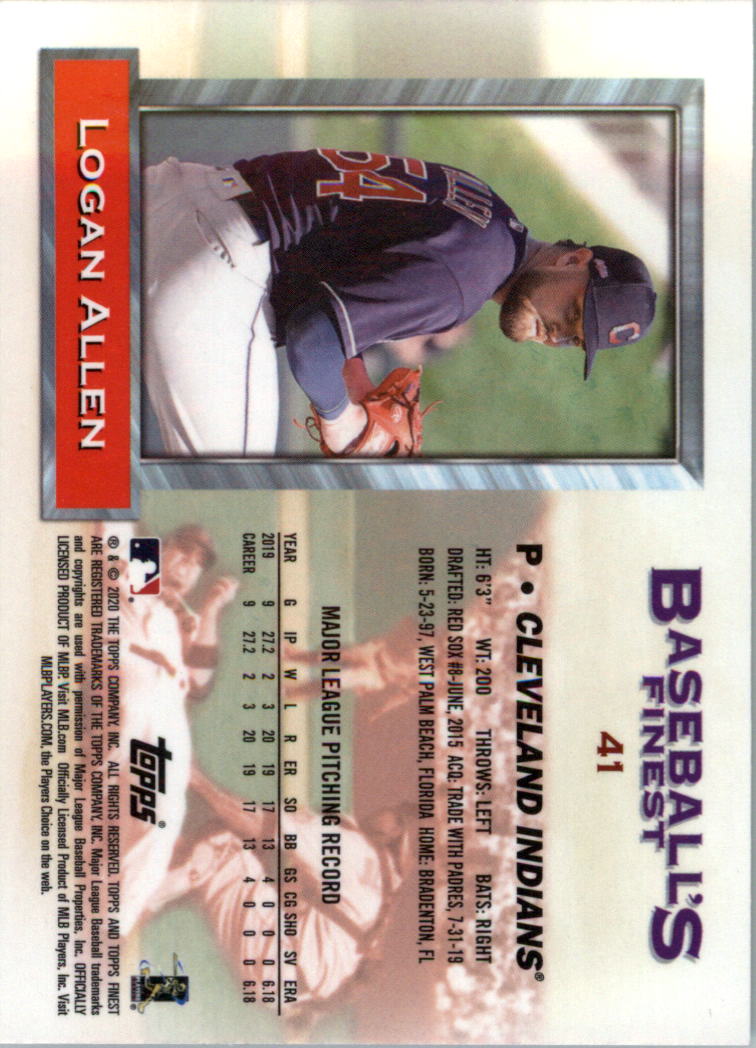 BASEBALL'S
FINEST
41
ALLEN
54
C
LOGAN ALLEN
P • CLEVELAND INDIANS®
HT: 6'3" WT: 200 THROWS: LEFT BATS: RIGHT
DRAFTED: RED SOX #8-JUNE, 2015 ACQ: TRADE WITH PADRES, 7-31-19
BORN: 5-23-97, WEST PALM BEACH, FLORIDA HOME: BRADENTON, FL
MAJOR LEAGUE PITCHING RECORD
YEAR G IP W L R ER SO BB GS CG SHO SV ERA
2019 9 27.2 2 3 20 19 17 13 4 0 0 0 6.18
CAREER 9 27.2 2 3 20 19 17 13 4 0 0 0 6.18
topps®
® & © 2020 THE TOPPS COMPANY, INC. ALL RIGHTS RESERVED. TOPPS AND TOPPS FINEST
ARE REGISTERED TRADEMARKS OF THE TOPPS COMPANY, INC. Major League Baseball trademarks
and copyrights are used with permission of Major League Baseball Properties, Inc. OFFICIALLY
LICENSED PRODUCT OF MLBP. Visit MLB.com Officially Licensed Product of MLB Players, Inc. Visit
MLBPLAYERS.COM, the Players Choice on the web.